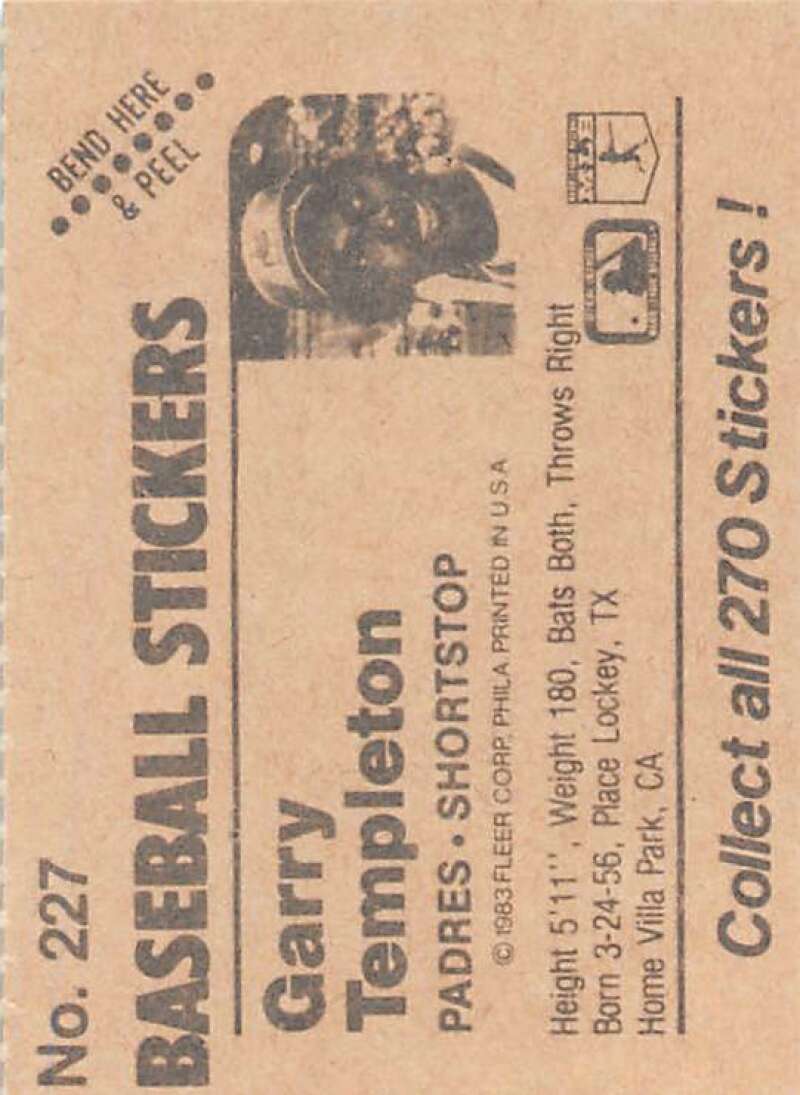 No. 227
BEND HERE
& PEEL
BASEBALL STICKERS
Garry
Templeton
PADRES • SHORTSTOP
© 1983 FLEER CORP. PHILA PRINTED IN U S A
Height 5'11'', Weight 180, Bats Both, Throws Right
Born 3-24-56, Place Lockey, TX
Home Villa Park, CA
Collect all 270 Stickers!